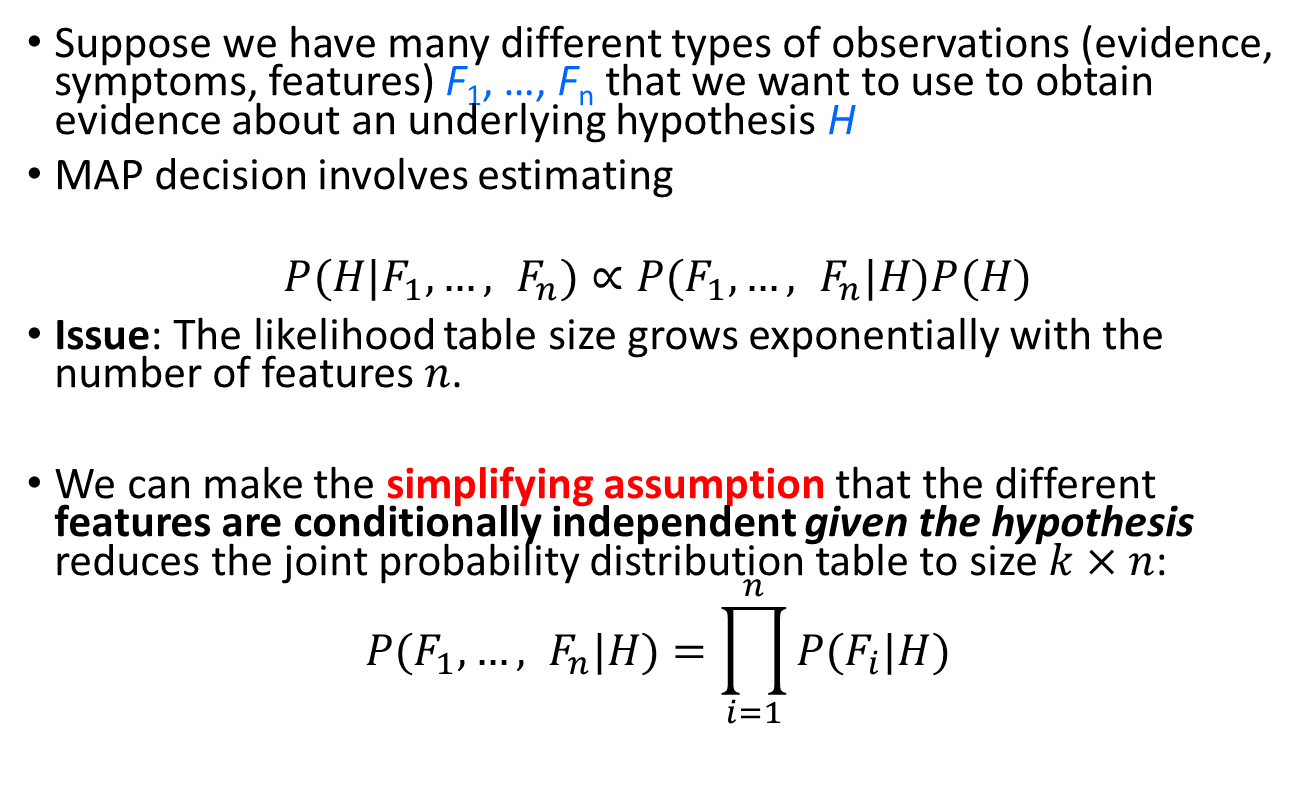 • Suppose we have many different types of observations (evidence,
symptoms, features) F₁, ..., Fₙ that we want to use to obtain
evidence about an underlying hypothesis H
• MAP decision involves estimating
P(H|F₁, … , Fₙ) ∝ P(F₁, … , Fₙ|H)P(H)
• Issue: The likelihood table size grows exponentially with the
number of features n.
• We can make the simplifying assumption that the different
features are conditionally independent given the hypothesis
reduces the joint probability distribution table to size k × n:
n
P(F₁, … , Fₙ|H) = ∏ P(Fᵢ|H)
i=1